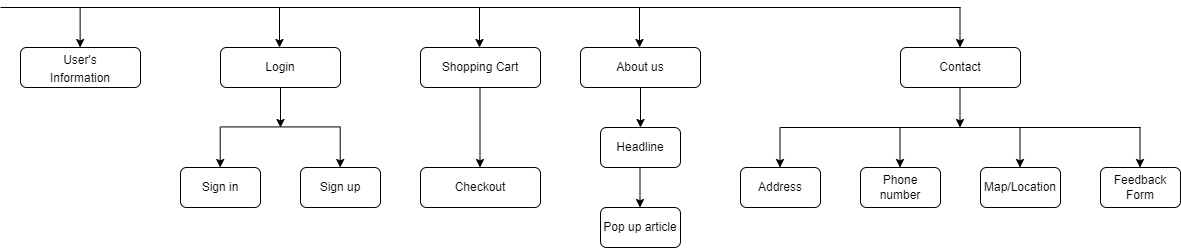 User's
Information
Login
Shopping Cart
About us
Contact
Headline
Sign in
Sign up
Checkout
Address
Phone
number
Map/Location
Feedback
Form
Pop up article